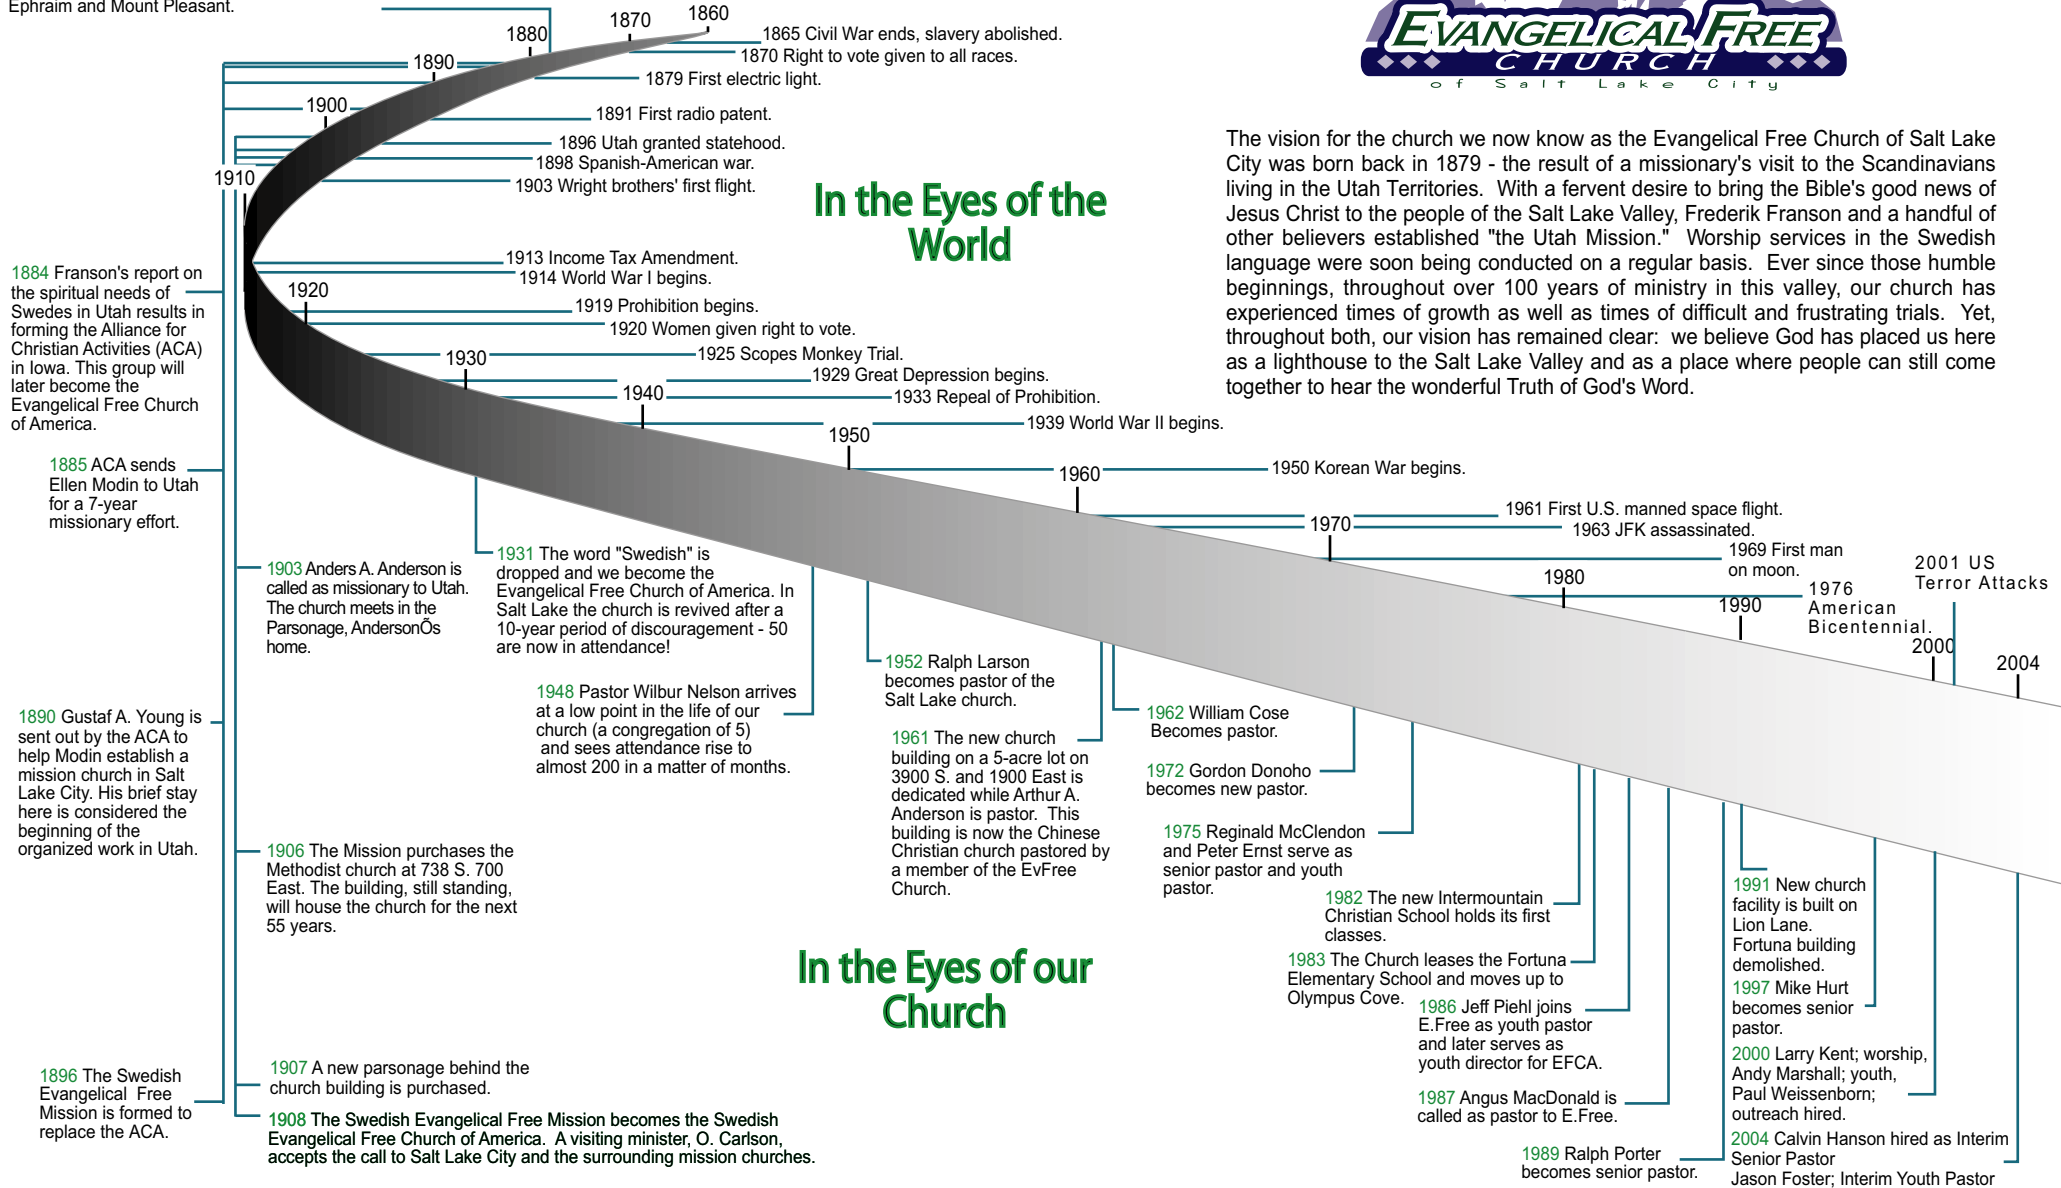 Ephraim and Mount Pleasant.
EVANGELICAL FREE
CHURCH
of Salt Lake City
The vision for the church we now know as the Evangelical Free Church of Salt Lake
City was born back in 1879 - the result of a missionary's visit to the Scandinavians
living in the Utah Territories. With a fervent desire to bring the Bible's good news of
Jesus Christ to the people of the Salt Lake Valley, Frederik Franson and a handful of
other believers established "the Utah Mission." Worship services in the Swedish
language were soon being conducted on a regular basis. Ever since those humble
beginnings, throughout over 100 years of ministry in this valley, our church has
experienced times of growth as well as times of difficult and frustrating trials. Yet,
throughout both, our vision has remained clear: we believe God has placed us here
as a lighthouse to the Salt Lake Valley and as a place where people can still come
together to hear the wonderful Truth of God's Word.
1860
1870
1880
1890
1900
1910
1920
1930
1940
1950
1960
1970
1980
1990
2000
2004
In the Eyes of the
World
1865 Civil War ends, slavery abolished.
1870 Right to vote given to all races.
1879 First electric light.
1891 First radio patent.
1896 Utah granted statehood.
1898 Spanish-American war.
1903 Wright brothers' first flight.
1913 Income Tax Amendment.
1914 World War I begins.
1919 Prohibition begins.
1920 Women given right to vote.
1925 Scopes Monkey Trial.
1929 Great Depression begins.
1933 Repeal of Prohibition.
1939 World War II begins.
1950 Korean War begins.
1961 First U.S. manned space flight.
1963 JFK assassinated.
1969 First man
on moon.
1976
American
Bicentennial.
2001 US
Terror Attacks
In the Eyes of our
Church
1884 Franson's report on
the spiritual needs of
Swedes in Utah results in
forming the Alliance for
Christian Activities (ACA)
in Iowa. This group will
later become the
Evangelical Free Church
of America.
1885 ACA sends
Ellen Modin to Utah
for a 7-year
missionary effort.
1890 Gustaf A. Young is
sent out by the ACA to
help Modin establish a
mission church in Salt
Lake City. His brief stay
here is considered the
beginning of the
organized work in Utah.
1896 The Swedish
Evangelical Free
Mission is formed to
replace the ACA.
1903 Anders A. Anderson is
called as missionary to Utah.
The church meets in the
Parsonage, AndersonÕs
home.
1906 The Mission purchases the
Methodist church at 738 S. 700
East. The building, still standing,
will house the church for the next
55 years.
1907 A new parsonage behind the
church building is purchased.
1908 The Swedish Evangelical Free Mission becomes the Swedish
Evangelical Free Church of America. A visiting minister, O. Carlson,
accepts the call to Salt Lake City and the surrounding mission churches.
1931 The word "Swedish" is
dropped and we become the
Evangelical Free Church of America. In
Salt Lake the church is revived after a
10-year period of discouragement - 50
are now in attendance!
1948 Pastor Wilbur Nelson arrives
at a low point in the life of our
church (a congregation of 5)
and sees attendance rise to
almost 200 in a matter of months.
1952 Ralph Larson
becomes pastor of the
Salt Lake church.
1961 The new church
building on a 5-acre lot on
3900 S. and 1900 East is
dedicated while Arthur A.
Anderson is pastor. This
building is now the Chinese
Christian church pastored by
a member of the EvFree
Church.
1962 William Cose
Becomes pastor.
1972 Gordon Donoho
becomes new pastor.
1975 Reginald McClendon
and Peter Ernst serve as
senior pastor and youth
pastor.
1982 The new Intermountain
Christian School holds its first
classes.
1983 The Church leases the Fortuna
Elementary School and moves up to
Olympus Cove.
1986 Jeff Piehl joins
E.Free as youth pastor
and later serves as
youth director for EFCA.
1987 Angus MacDonald is
called as pastor to E.Free.
1989 Ralph Porter
becomes senior pastor.
1991 New church
facility is built on
Lion Lane.
Fortuna building
demolished.
1997 Mike Hurt
becomes senior
pastor.
2000 Larry Kent; worship,
Andy Marshall; youth,
Paul Weissenborn;
outreach hired.
2004 Calvin Hanson hired as Interim
Senior Pastor
Jason Foster; Interim Youth Pastor